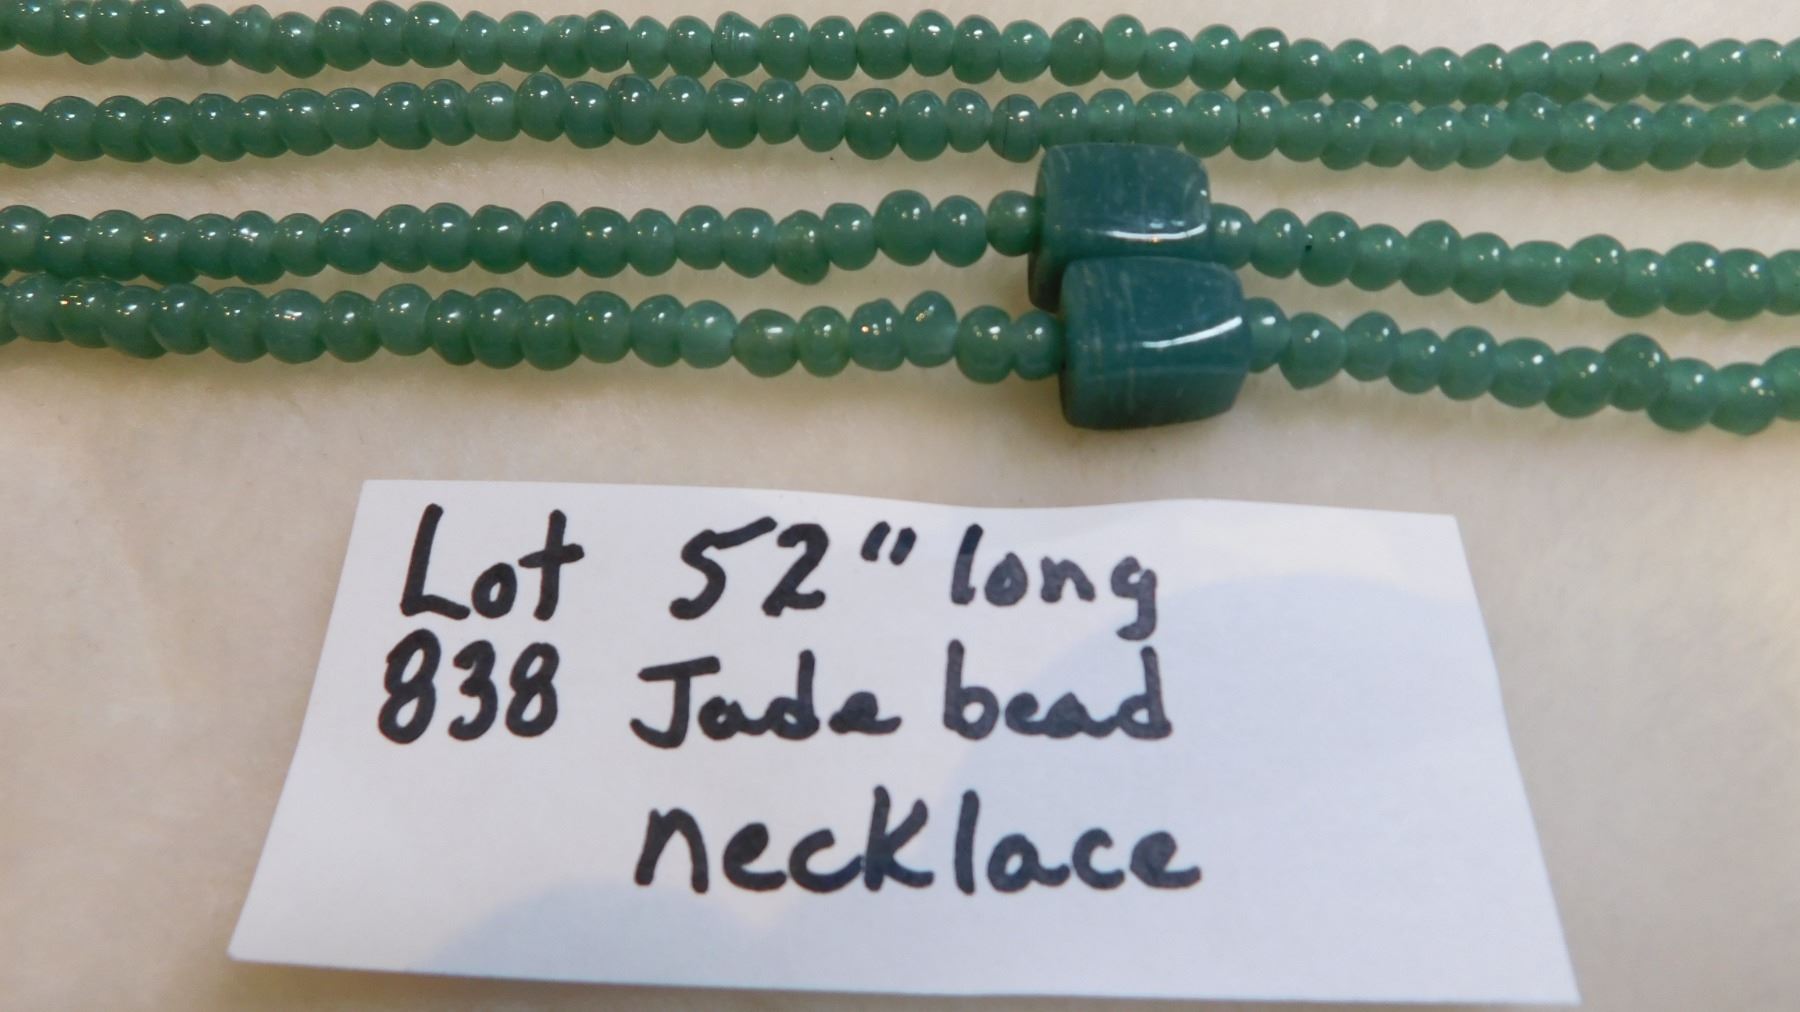 Lot 52" long
838 Jade bead
necklace